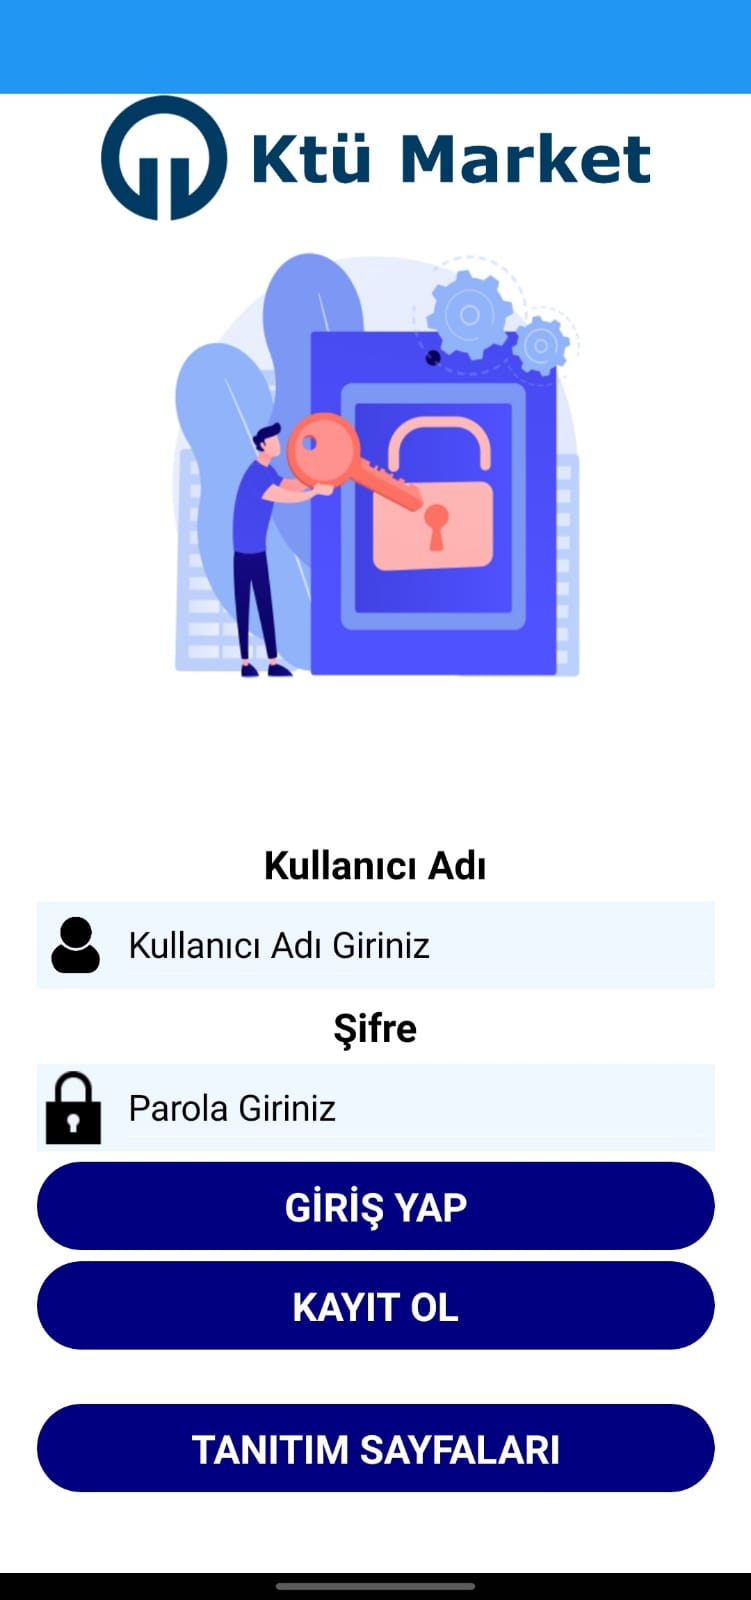 Ktü Market
Kullanıcı Adı
Kullanıcı Adı Giriniz
Şifre
Parola Giriniz
GİRİŞ YAP
KAYIT OL
TANITIM SAYFALARI